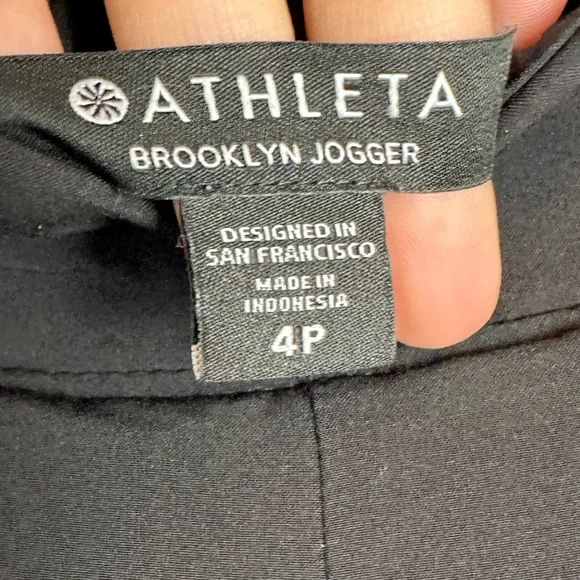 ATHLETA
BROOKLYN JOGGER
DESIGNED IN
SAN FRANCISCO
MADE IN
INDONESIA
4P